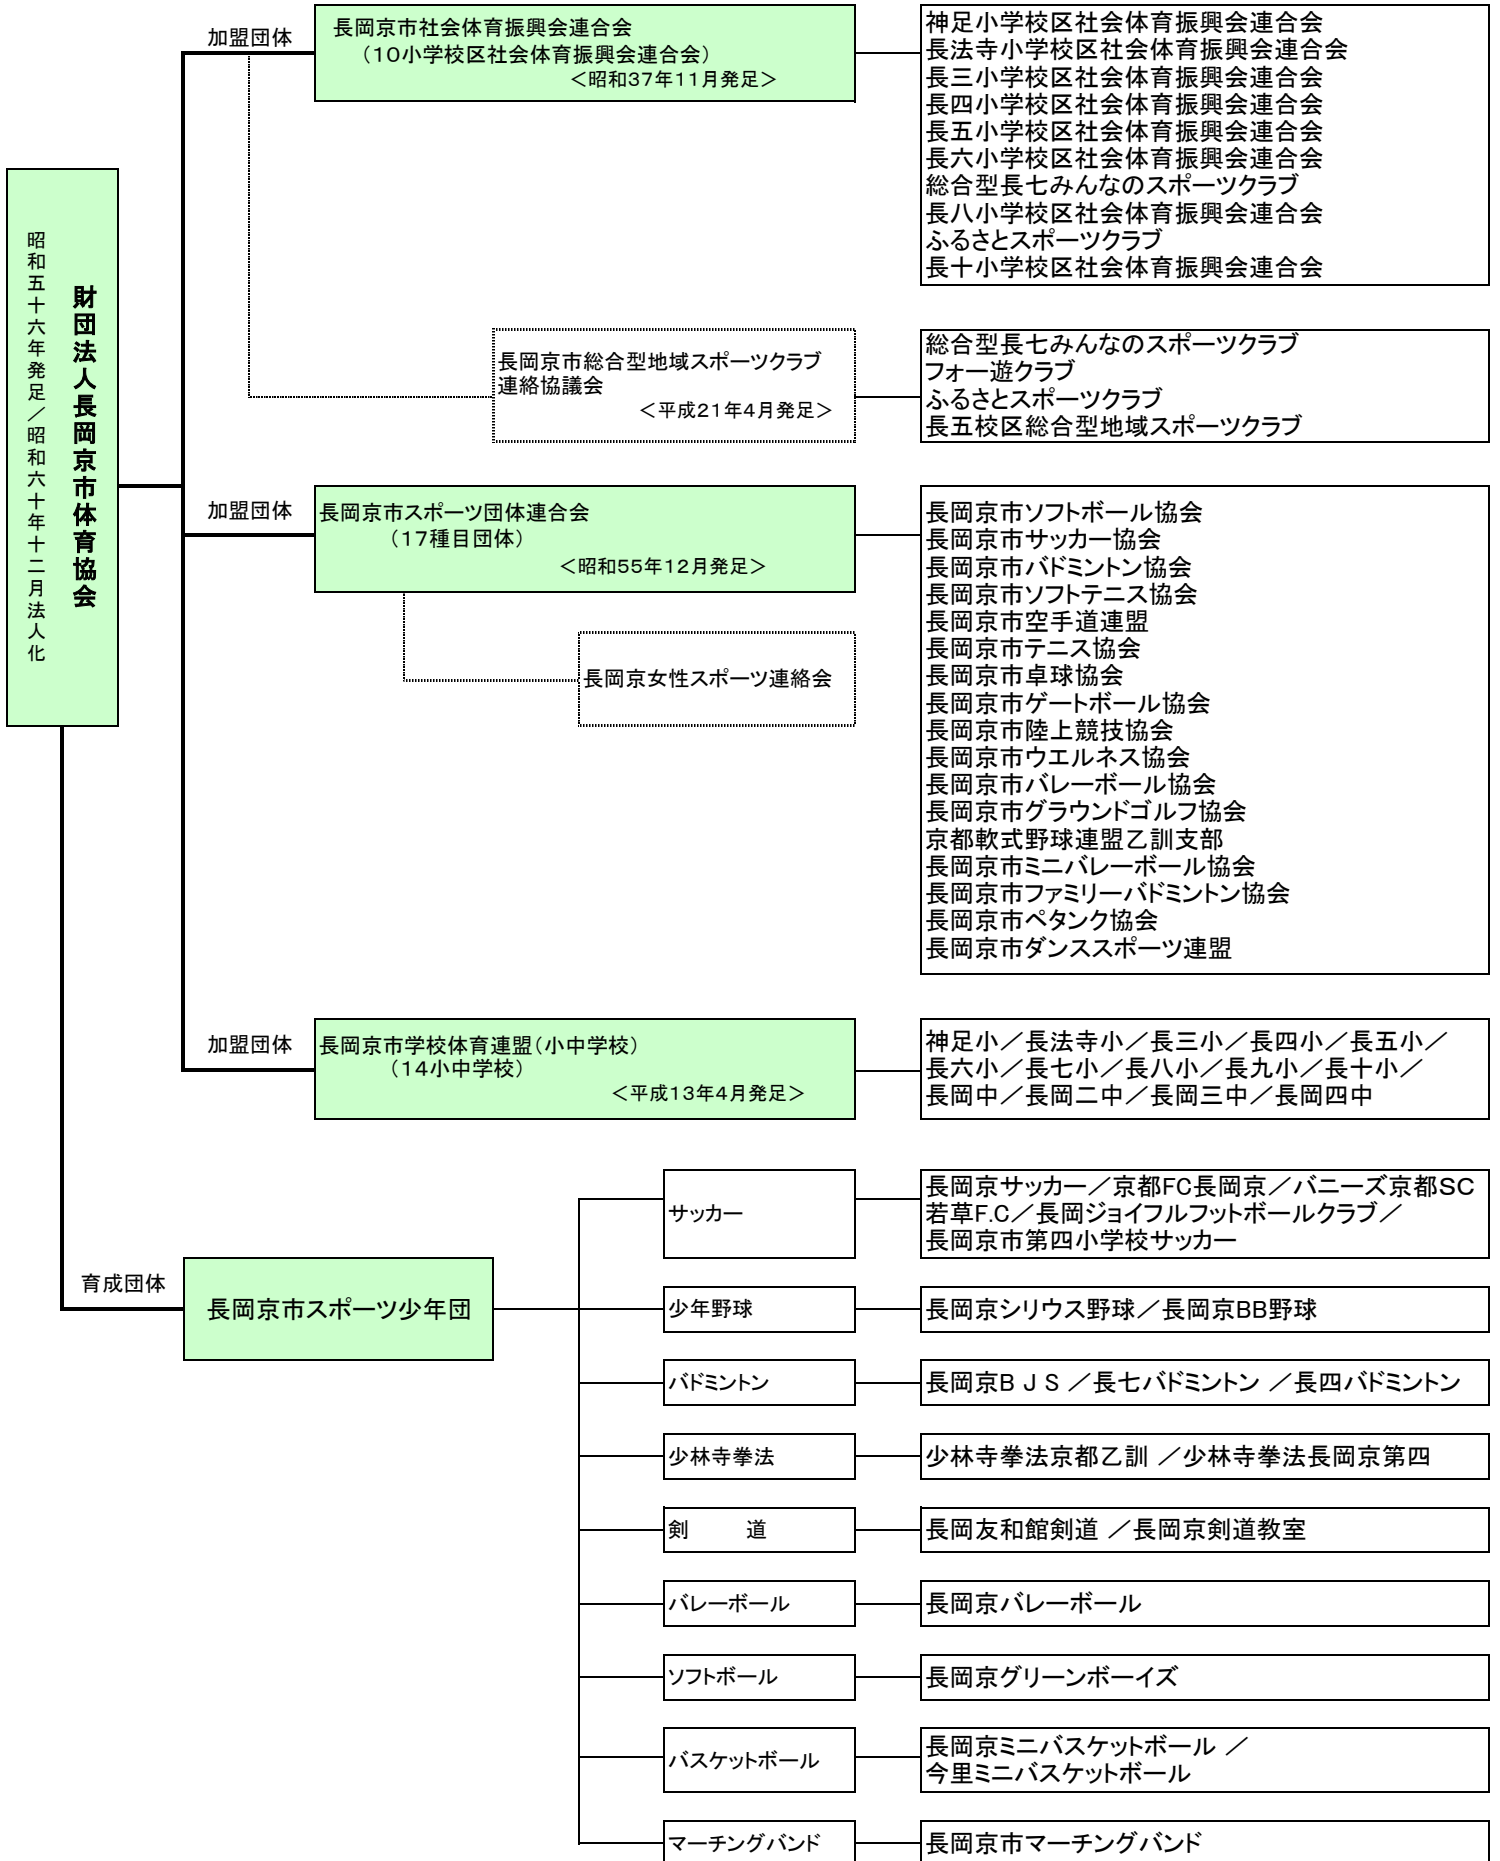 財団法人長岡京市体育協会
昭和五十六年発足／昭和六十年十二月法人化
加盟団体
長岡京市社会体育振興会連合会
（１０小学校区社会体育振興会連合会）
＜昭和37年11月発足＞
神足小学校区社会体育振興会連合会
長法寺小学校区社会体育振興会連合会
長三小学校区社会体育振興会連合会
長四小学校区社会体育振興会連合会
長五小学校区社会体育振興会連合会
長六小学校区社会体育振興会連合会
総合型長七みんなのスポーツクラブ
長八小学校区社会体育振興会連合会
ふるさとスポーツクラブ
長十小学校区社会体育振興会連合会
長岡京市総合型地域スポーツクラブ
連絡協議会
＜平成21年4月発足＞
総合型長七みんなのスポーツクラブ
フォー遊クラブ
ふるさとスポーツクラブ
長五校区総合型地域スポーツクラブ
加盟団体
長岡京市スポーツ団体連合会
（１７種目団体）
＜昭和55年12月発足＞
長岡京女性スポーツ連絡会
長岡京市ソフトボール協会
長岡京市サッカー協会
長岡京市バドミントン協会
長岡京市ソフトテニス協会
長岡京市空手道連盟
長岡京市テニス協会
長岡京市卓球協会
長岡京市ゲートボール協会
長岡京市陸上競技協会
長岡京市ウエルネス協会
長岡京市バレーボール協会
長岡京市グラウンドゴルフ協会
京都軟式野球連盟乙訓支部
長岡京市ミニバレーボール協会
長岡京市ファミリーバドミントン協会
長岡京市ペタンク協会
長岡京市ダンススポーツ連盟
加盟団体
長岡京市学校体育連盟（小中学校）
（１４小中学校）
＜平成13年4月発足＞
神足小／長法寺小／長三小／長四小／長五小／
長六小／長七小／長八小／長九小／長十小／
長岡中／長岡二中／長岡三中／長岡四中
育成団体
長岡京市スポーツ少年団
サッカー
長岡京サッカー／京都FC長岡京／バニーズ京都SC
若草F.C／長岡ジョイフルフットボールクラブ／
長岡京市第四小学校サッカー
少年野球
長岡京シリウス野球／長岡京BB野球
バドミントン
長岡京ＢＪＳ ／長七バドミントン ／長四バドミントン
少林寺拳法
少林寺拳法京都乙訓 ／少林寺拳法長岡京第四
剣　　道
長岡友和館剣道 ／長岡京剣道教室
バレーボール
長岡京バレーボール
ソフトボール
長岡京グリーンボーイズ
バスケットボール
長岡京ミニバスケットボール ／
今里ミニバスケットボール
マーチングバンド
長岡京市マーチングバンド